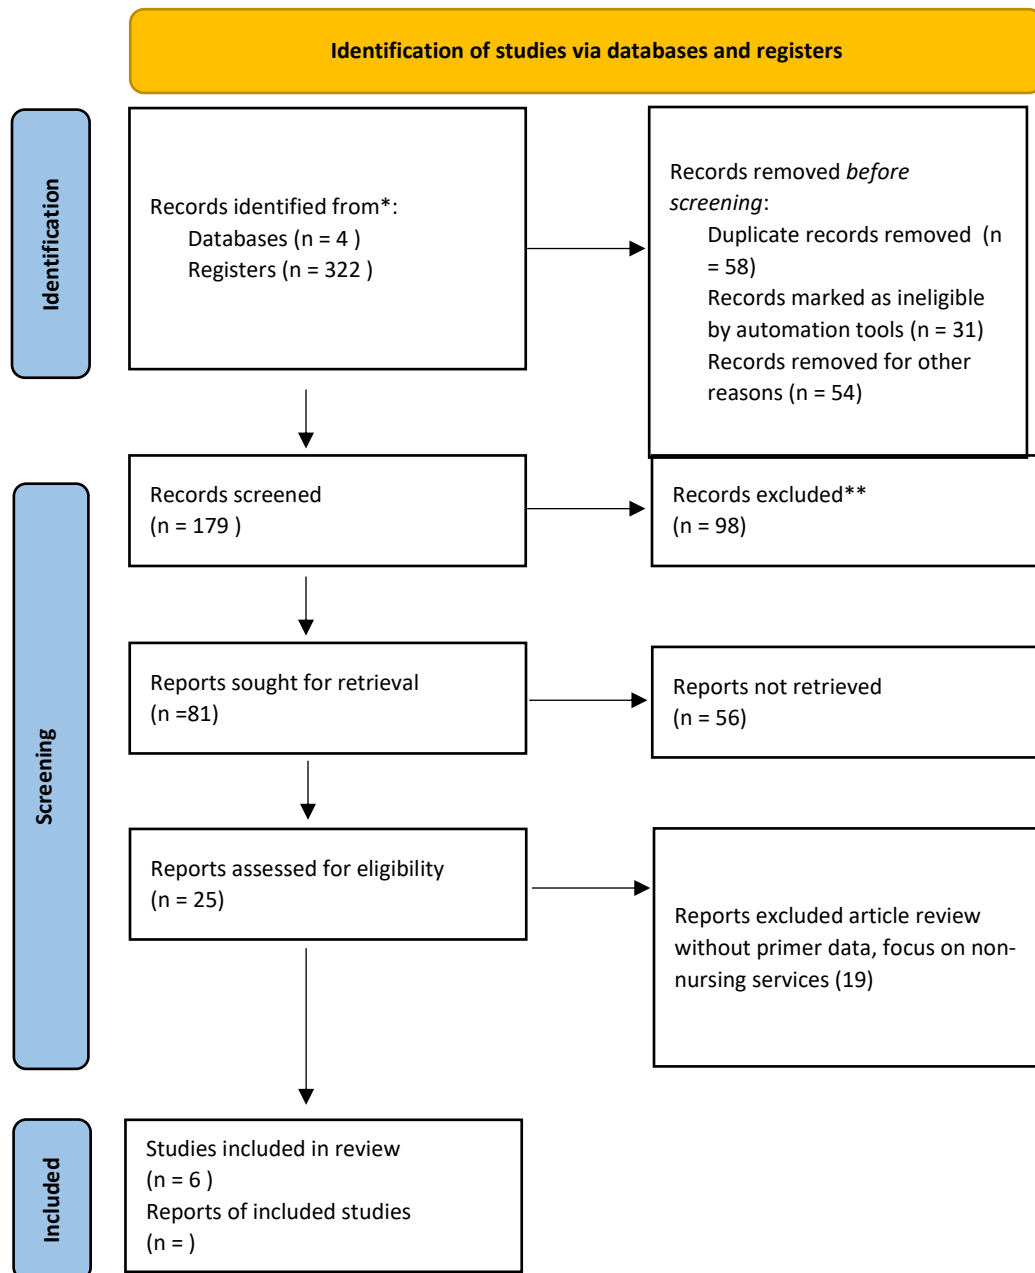 Identification of studies via databases and registers
Identification
Records identified from*:
Databases (n = 4 )
Registers (n = 322 )
Records removed before
screening:
Duplicate records removed  (n
= 58)
Records marked as ineligible
by automation tools (n = 31)
Records removed for other
reasons (n = 54)
Screening
Records screened
(n = 179 )
Records excluded**
(n = 98)
Reports sought for retrieval
(n =81)
Reports not retrieved
(n = 56)
Reports assessed for eligibility
(n = 25)
Reports excluded article review
without primer data, focus on non-
nursing services (19)
Included
Studies included in review
(n = 6 )
Reports of included studies
(n = )